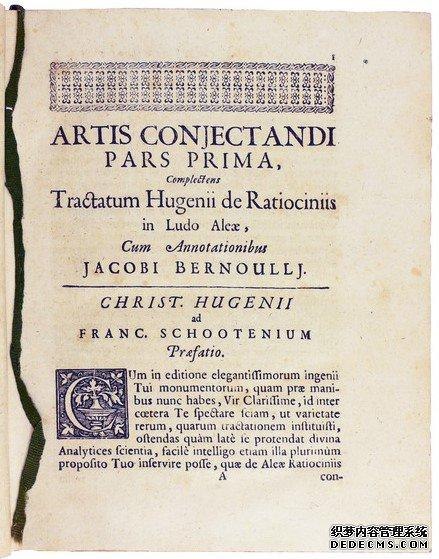 1
ARTIS CONJECTANDI
PARS PRIMA,
Complectens
Tractatum Hugenii de Ratiociniis
in Ludo Aleæ,
Cum Annotationibus
JACOBI BERNOULLJ.
CHRIST. HUGENII
ad
FRANC. SCHOOTENIUM
Præfatio.
CUm in editione elegantiſſimorum ingenii
Tui monumentorum, quam præ mani-
bus nunc habes, Vir Clariſſime, id inter
cœtera Te ſpectare ſciam, ut varietate
rerum, quarum tractationem inſtituiſti,
oſtendas quàm latè ſe protendat divina
Analytices ſcientia, facilè intelligo etiam illa plurimùm
propoſito Tuo inſervire poſſe, quæ de Aleæ Ratociniis
A
con-
织梦内容管理系统
DEDECMS.COM